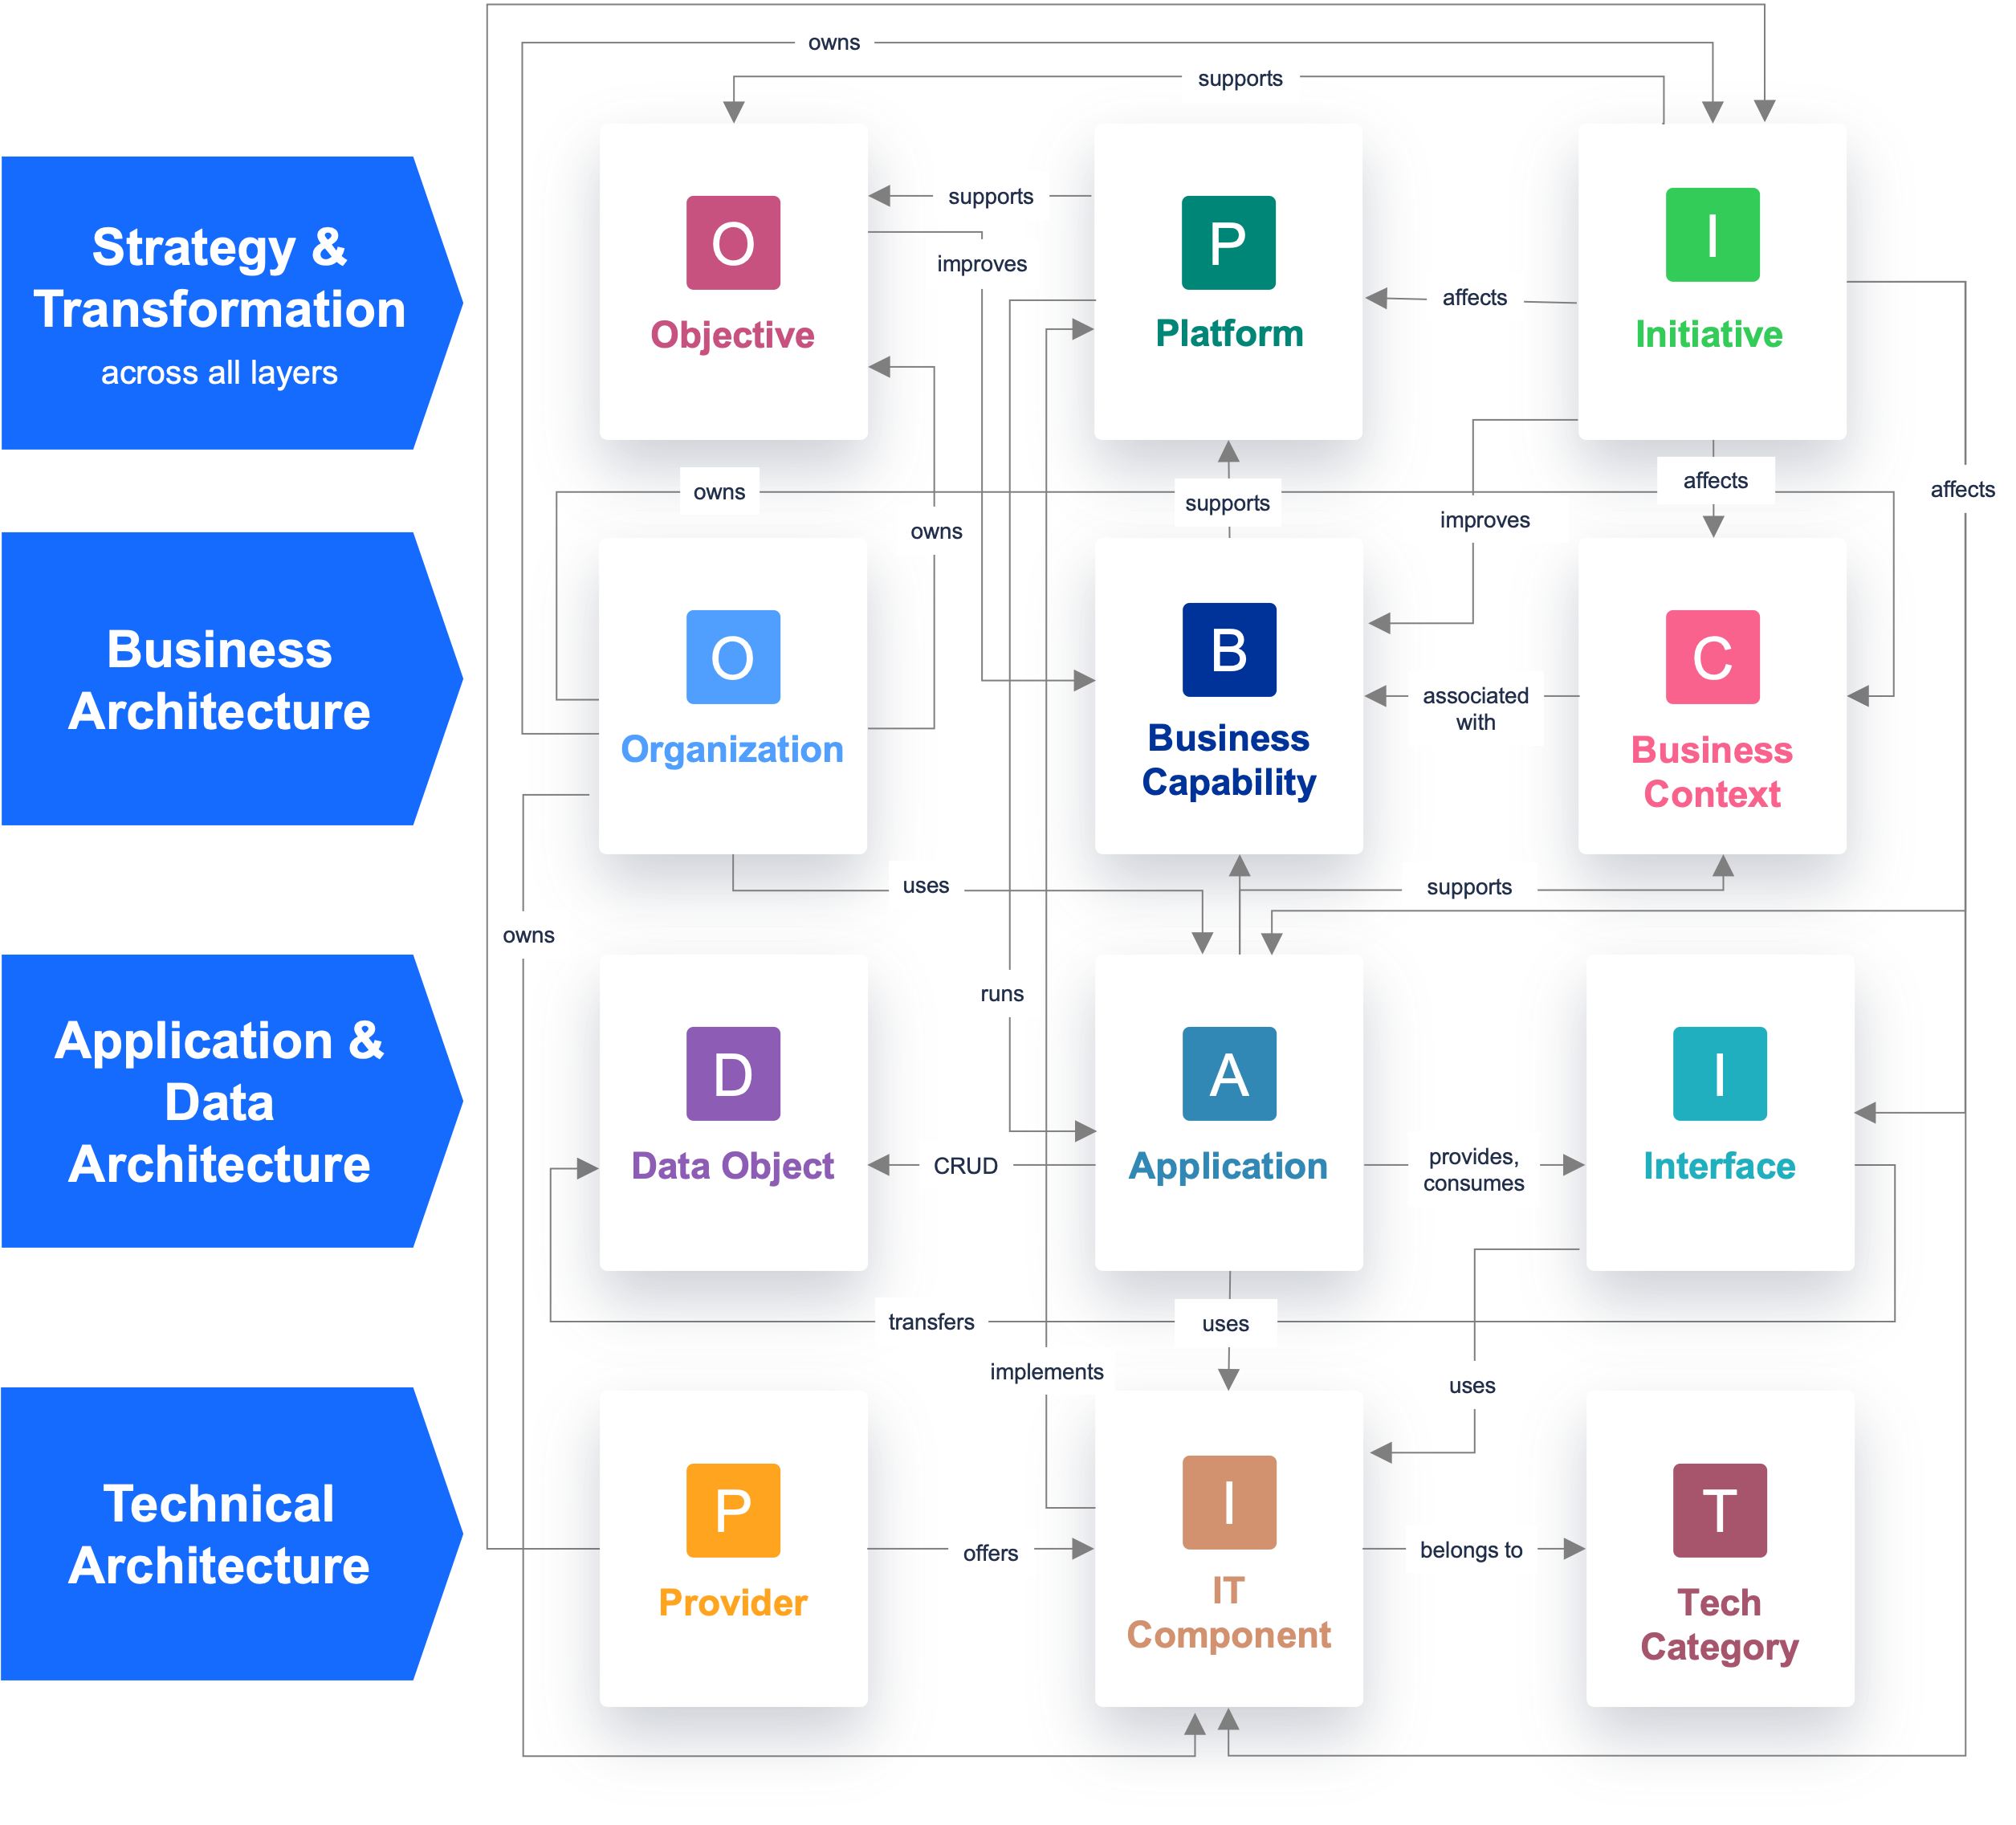 owns
supports
Strategy &
Transformation
across all layers
O
Objective
supports
improves
P
Platform
affects
I
Initiative
owns
owns
supports
improves
affects
affects
Business
Architecture
O
Organization
B
Business
Capability
associated
with
C
Business
Context
uses
supports
owns
runs
Application &
Data
Architecture
D
Data Object
CRUD
A
Application
provides,
consumes
I
Interface
transfers
uses
implements
uses
Technical
Architecture
P
Provider
offers
I
IT
Component
belongs to
T
Tech
Category